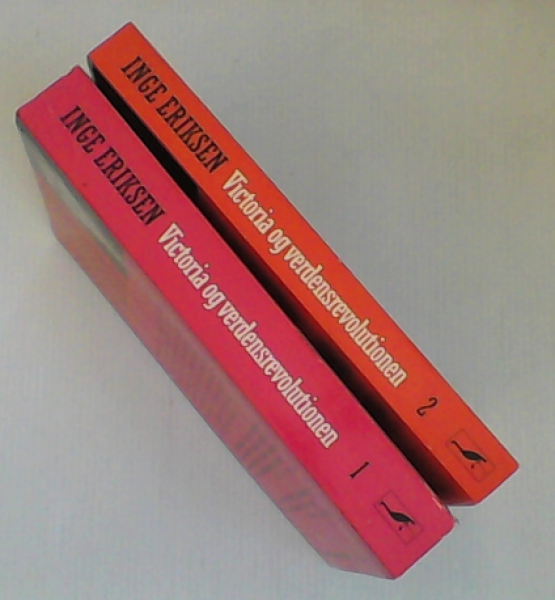 INGE ERIKSEN Victoria og verdensrevolutionen 1
INGE ERIKSEN Victoria og verdensrevolutionen 2